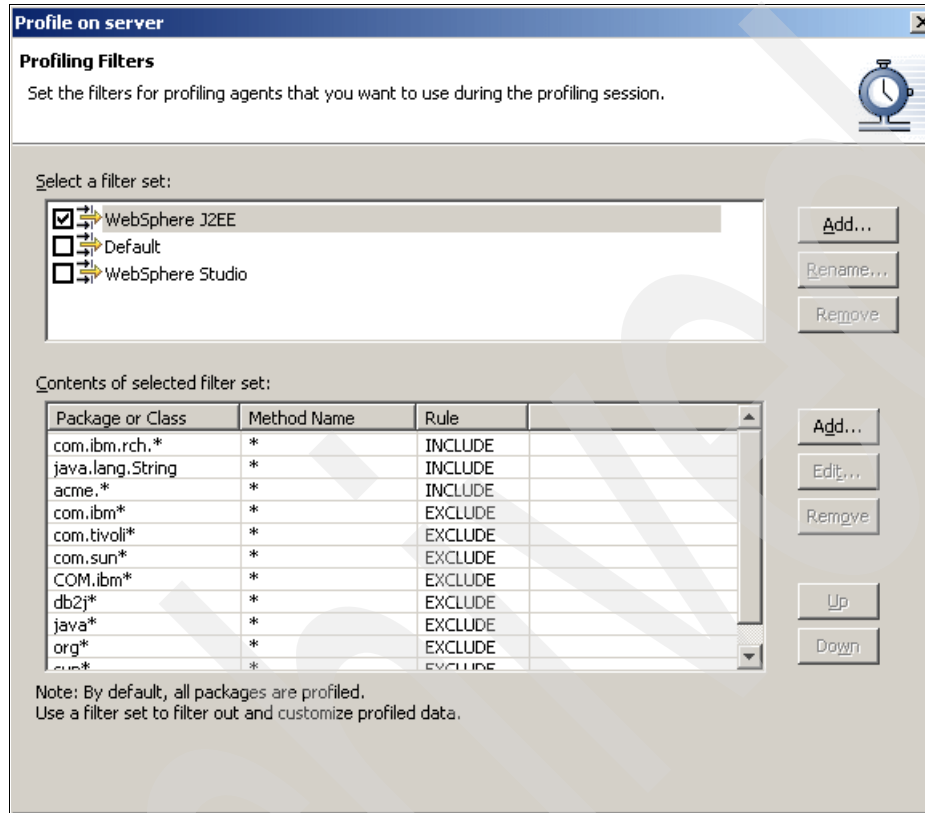 Profile on server
Profiling Filters
Set the filters for profiling agents that you want to use during the profiling session.
Select a filter set:
WebSphere J2EE
Default
WebSphere Studio
Add...
Rename...
Remove
Contents of selected filter set:
Package or Class Method Name Rule
com.ibm.rch.* * INCLUDE
java.lang.String * INCLUDE
acme.* * INCLUDE
com.ibm* * EXCLUDE
com.tivoli* * EXCLUDE
com.sun* * EXCLUDE
COM.ibm* * EXCLUDE
db2j* * EXCLUDE
java* * EXCLUDE
org* * EXCLUDE
sun* * EXCLUDE
Add...
Edit...
Remove
Up
Down
Note: By default, all packages are profiled.
Use a filter set to filter out and customize profiled data.